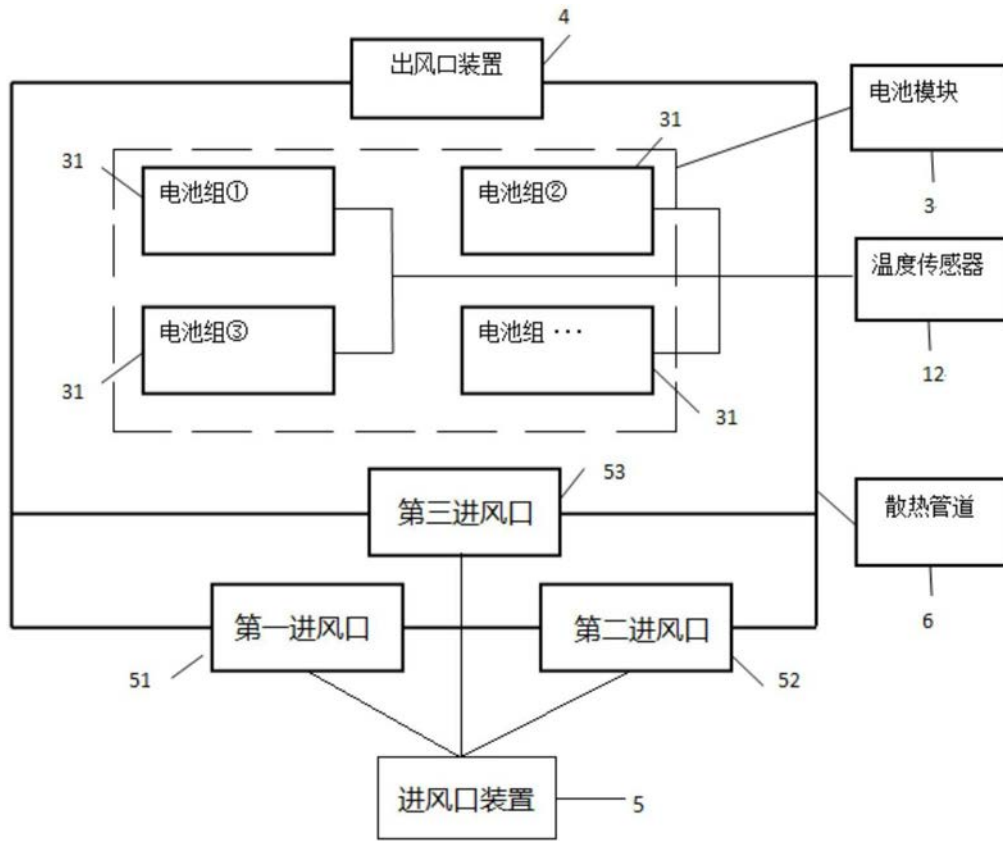 4
出风口装置
电池模块
3
31
31
电池组①
电池组②
温度传感器
12
电池组③
电池组 ···
31
31
53
第三进风口
散热管道
6
第一进风口
第二进风口
51
52
进风口装置
5